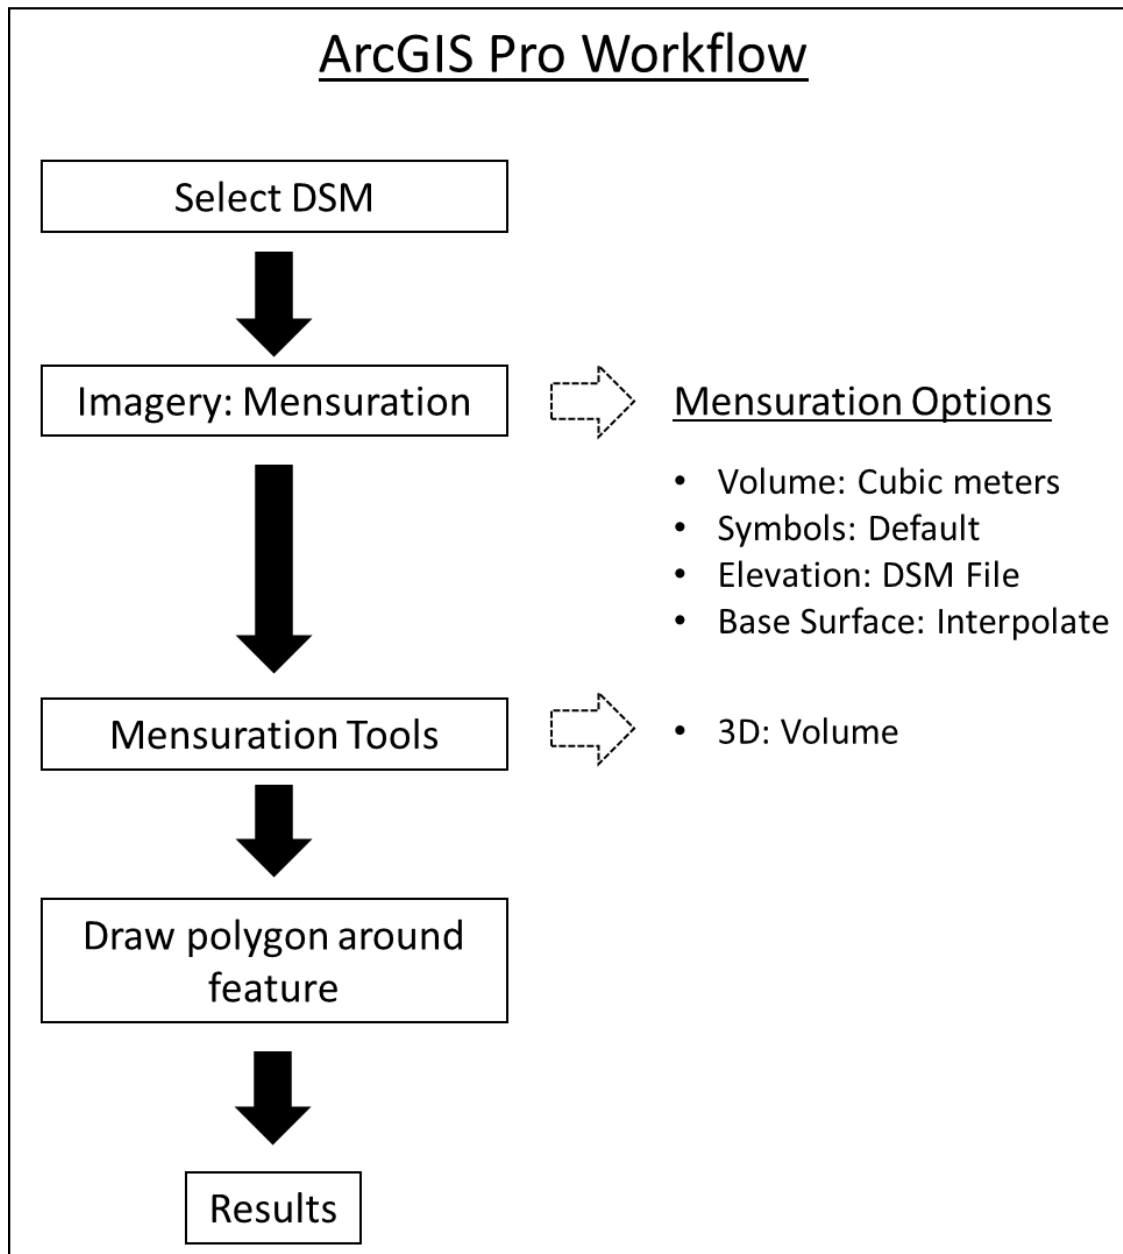 ArcGIS Pro Workflow
Select DSM
Imagery: Mensuration
Mensuration Options
• Volume: Cubic meters
• Symbols: Default
• Elevation: DSM File
• Base Surface: Interpolate
Mensuration Tools
• 3D: Volume
Draw polygon around
feature
Results